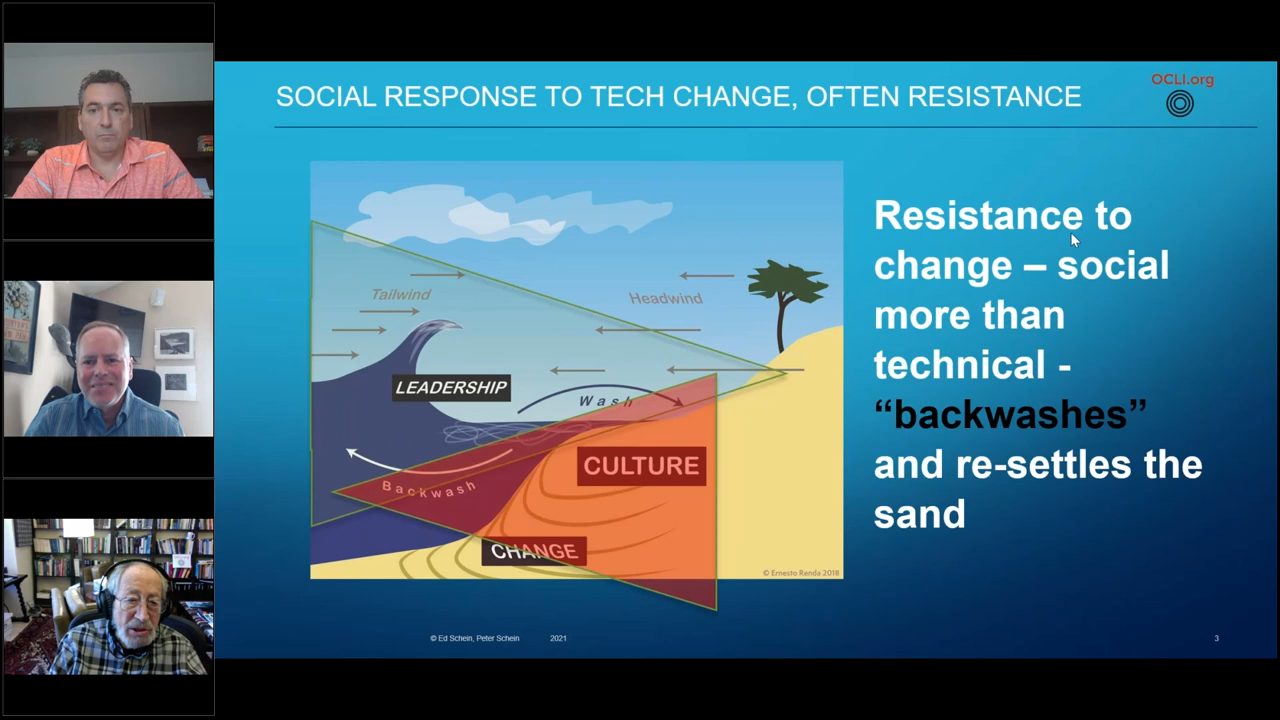 SOCIAL RESPONSE TO TECH CHANGE, OFTEN RESISTANCE
OCLI.org
Tailwind
Headwind
LEADERSHIP
Wash
CULTURE
Backwash
CHANGE
© Ernesto Renda 2018
Resistance to
change – social
more than
technical -
“backwashes”
and re-settles the
sand
© Ed Schein, Peter Schein 2021
3